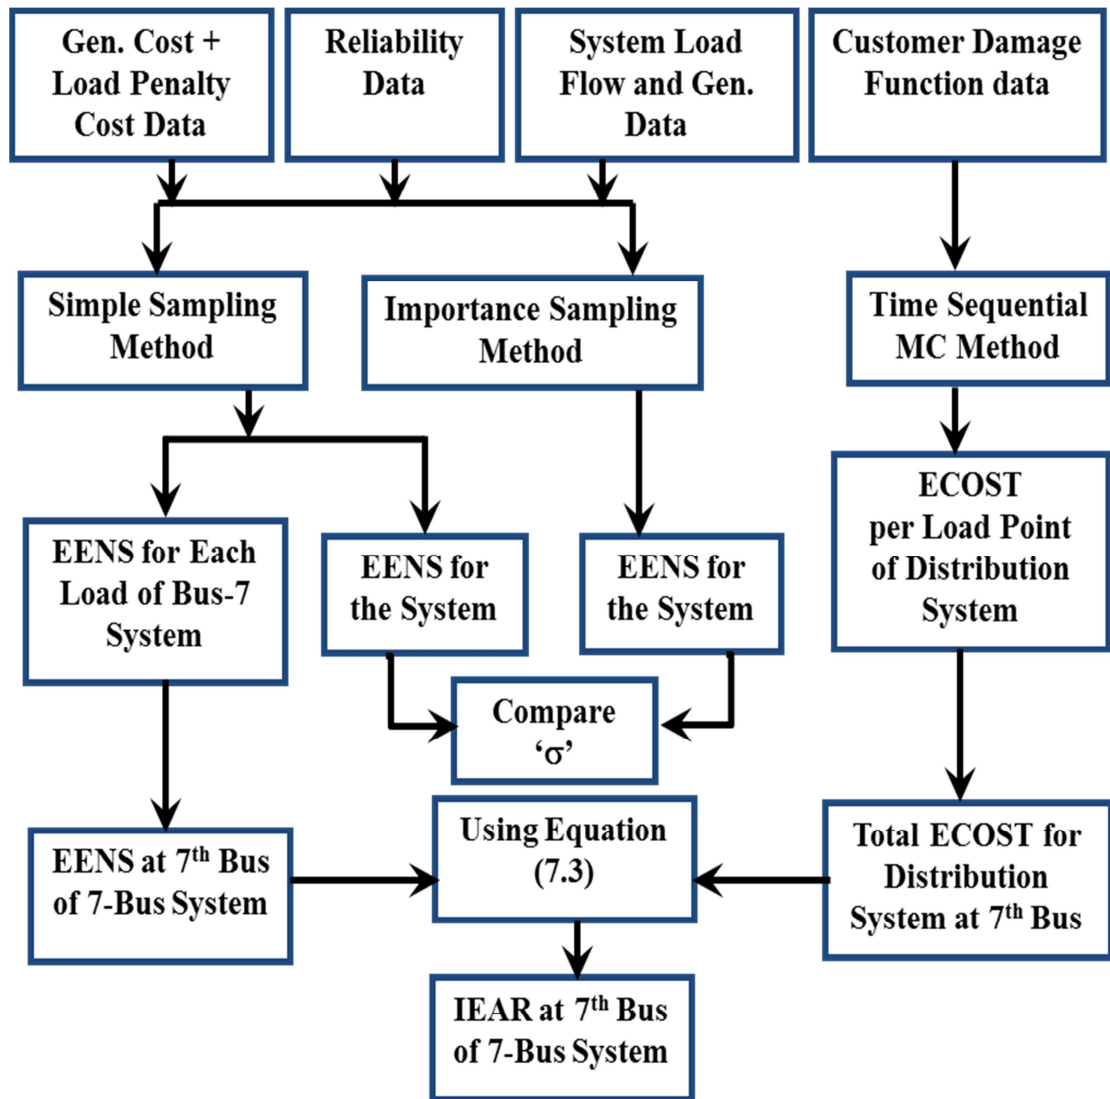 Gen. Cost +
Load Penalty
Cost Data
Reliability
Data
System Load
Flow and Gen.
Data
Customer Damage
Function data
Simple Sampling
Method
Importance Sampling
Method
Time Sequential
MC Method
EENS for Each
Load of Bus-7
System
EENS for
the System
EENS for
the System
ECOST
per Load Point
of Distribution
System
Compare
‘σ’
EENS at 7th Bus
of 7-Bus System
Using Equation
(7.3)
Total ECOST for
Distribution
System at 7th Bus
IEAR at 7th Bus
of 7-Bus System